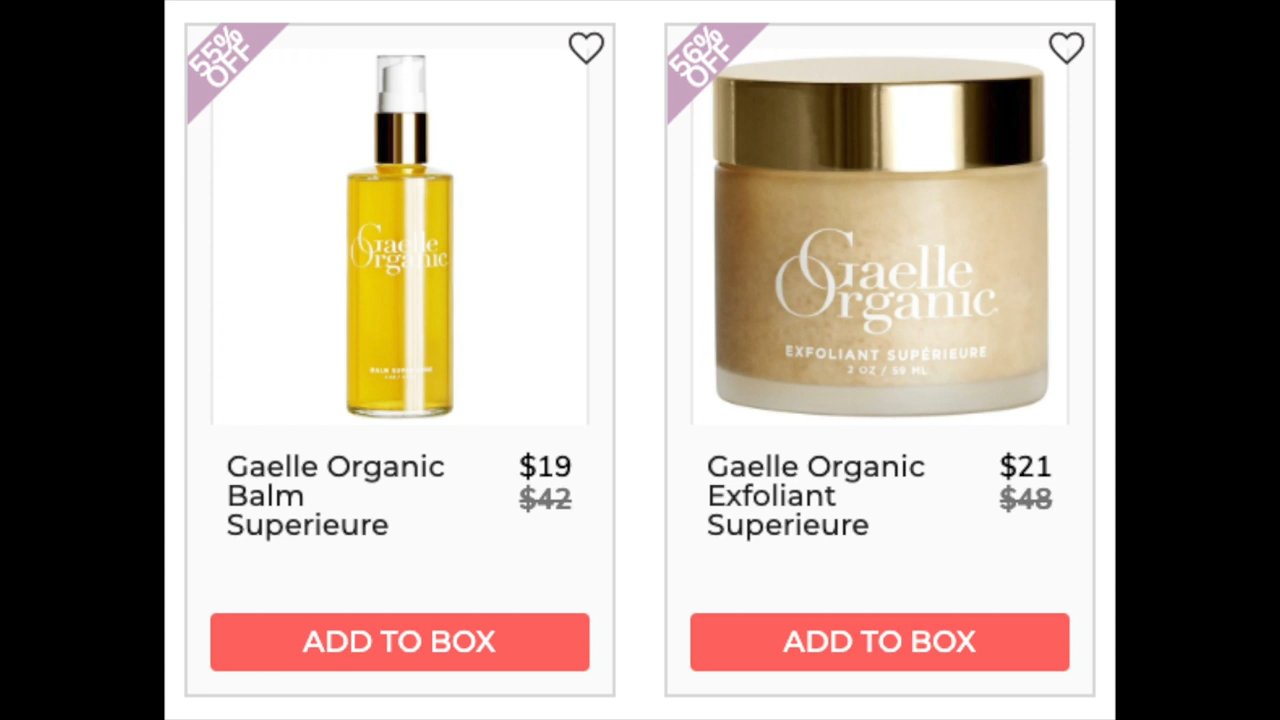 55%
OFF
Gaelle
Organic
Gaelle Organic
Balm
Superieure
$19
$42
ADD TO BOX
56%
OFF
Gaelle
Organic
EXFOLIANT SUPÉRIEURE
2 OZ / 59 ML
Gaelle Organic
Exfoliant
Superieure
$21
$48
ADD TO BOX